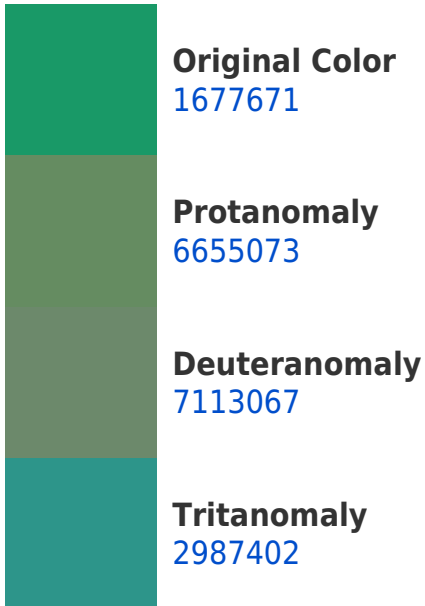 Original Color
1677671
Protanomaly
6655073
Deuteranomaly
7113067
Tritanomaly
2987402